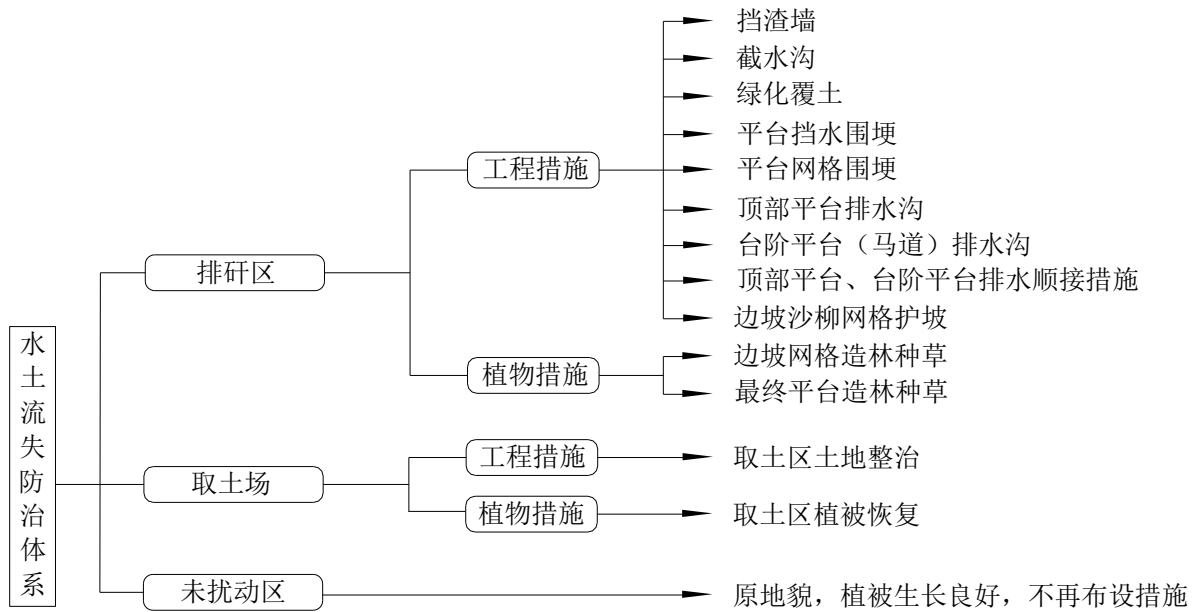 水土流失防治体系
排矸区
工程措施
挡渣墙
截水沟
绿化覆土
平台挡水围埂
平台网格围埂
顶部平台排水沟
台阶平台（马道）排水沟
顶部平台、台阶平台排水顺接措施
边坡沙柳网格护坡
植物措施
边坡网格造林种草
最终平台造林种草
取土场
工程措施
取土区土地整治
植物措施
取土区植被恢复
未扰动区
原地貌，植被生长良好，不再布设措施